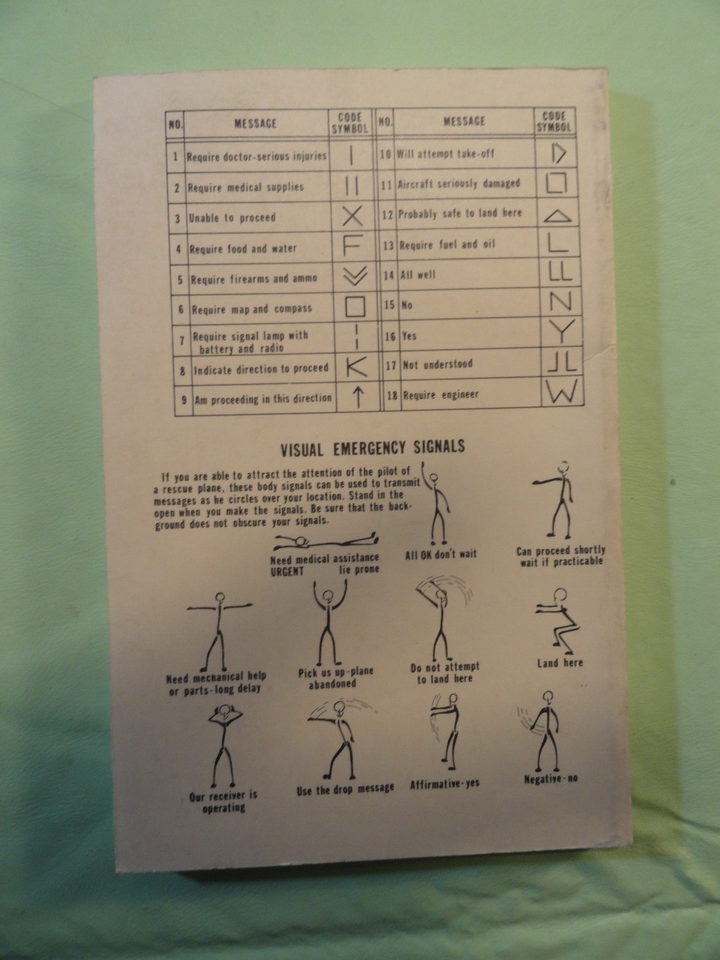 NO. MESSAGE CODE SYMBOL NO. MESSAGE CODE SYMBOL
1 Require doctor-serious injuries | 10 Will attempt take-off ▷
2 Require medical supplies || 11 Aircraft seriously damaged □
3 Unable to proceed X 12 Probably safe to land here △
4 Require food and water F 13 Require fuel and oil L
5 Require firearms and ammo 14 All well LL
6 Require map and compass □ 15 No N
7 Require signal lamp with battery and radio ¦ 16 Yes Y
8 Indicate direction to proceed K 17 Not understood ⅃L
9 Am proceeding in this direction ↑ 18 Require engineer W
VISUAL EMERGENCY SIGNALS
If you are able to attract the attention of the pilot of
a rescue plane, these body signals can be used to transmit
messages as he circles over your location. Stand in the
open when you make the signals. Be sure that the back-
ground does not obscure your signals.
Need medical assistance
URGENT lie prone
All OK don't wait
Can proceed shortly
wait if practicable
Need mechanical help
or parts-long delay
Pick us up-plane
abandoned
Do not attempt
to land here
Land here
Our receiver is
operating
Use the drop message
Affirmative-yes
Negative-no